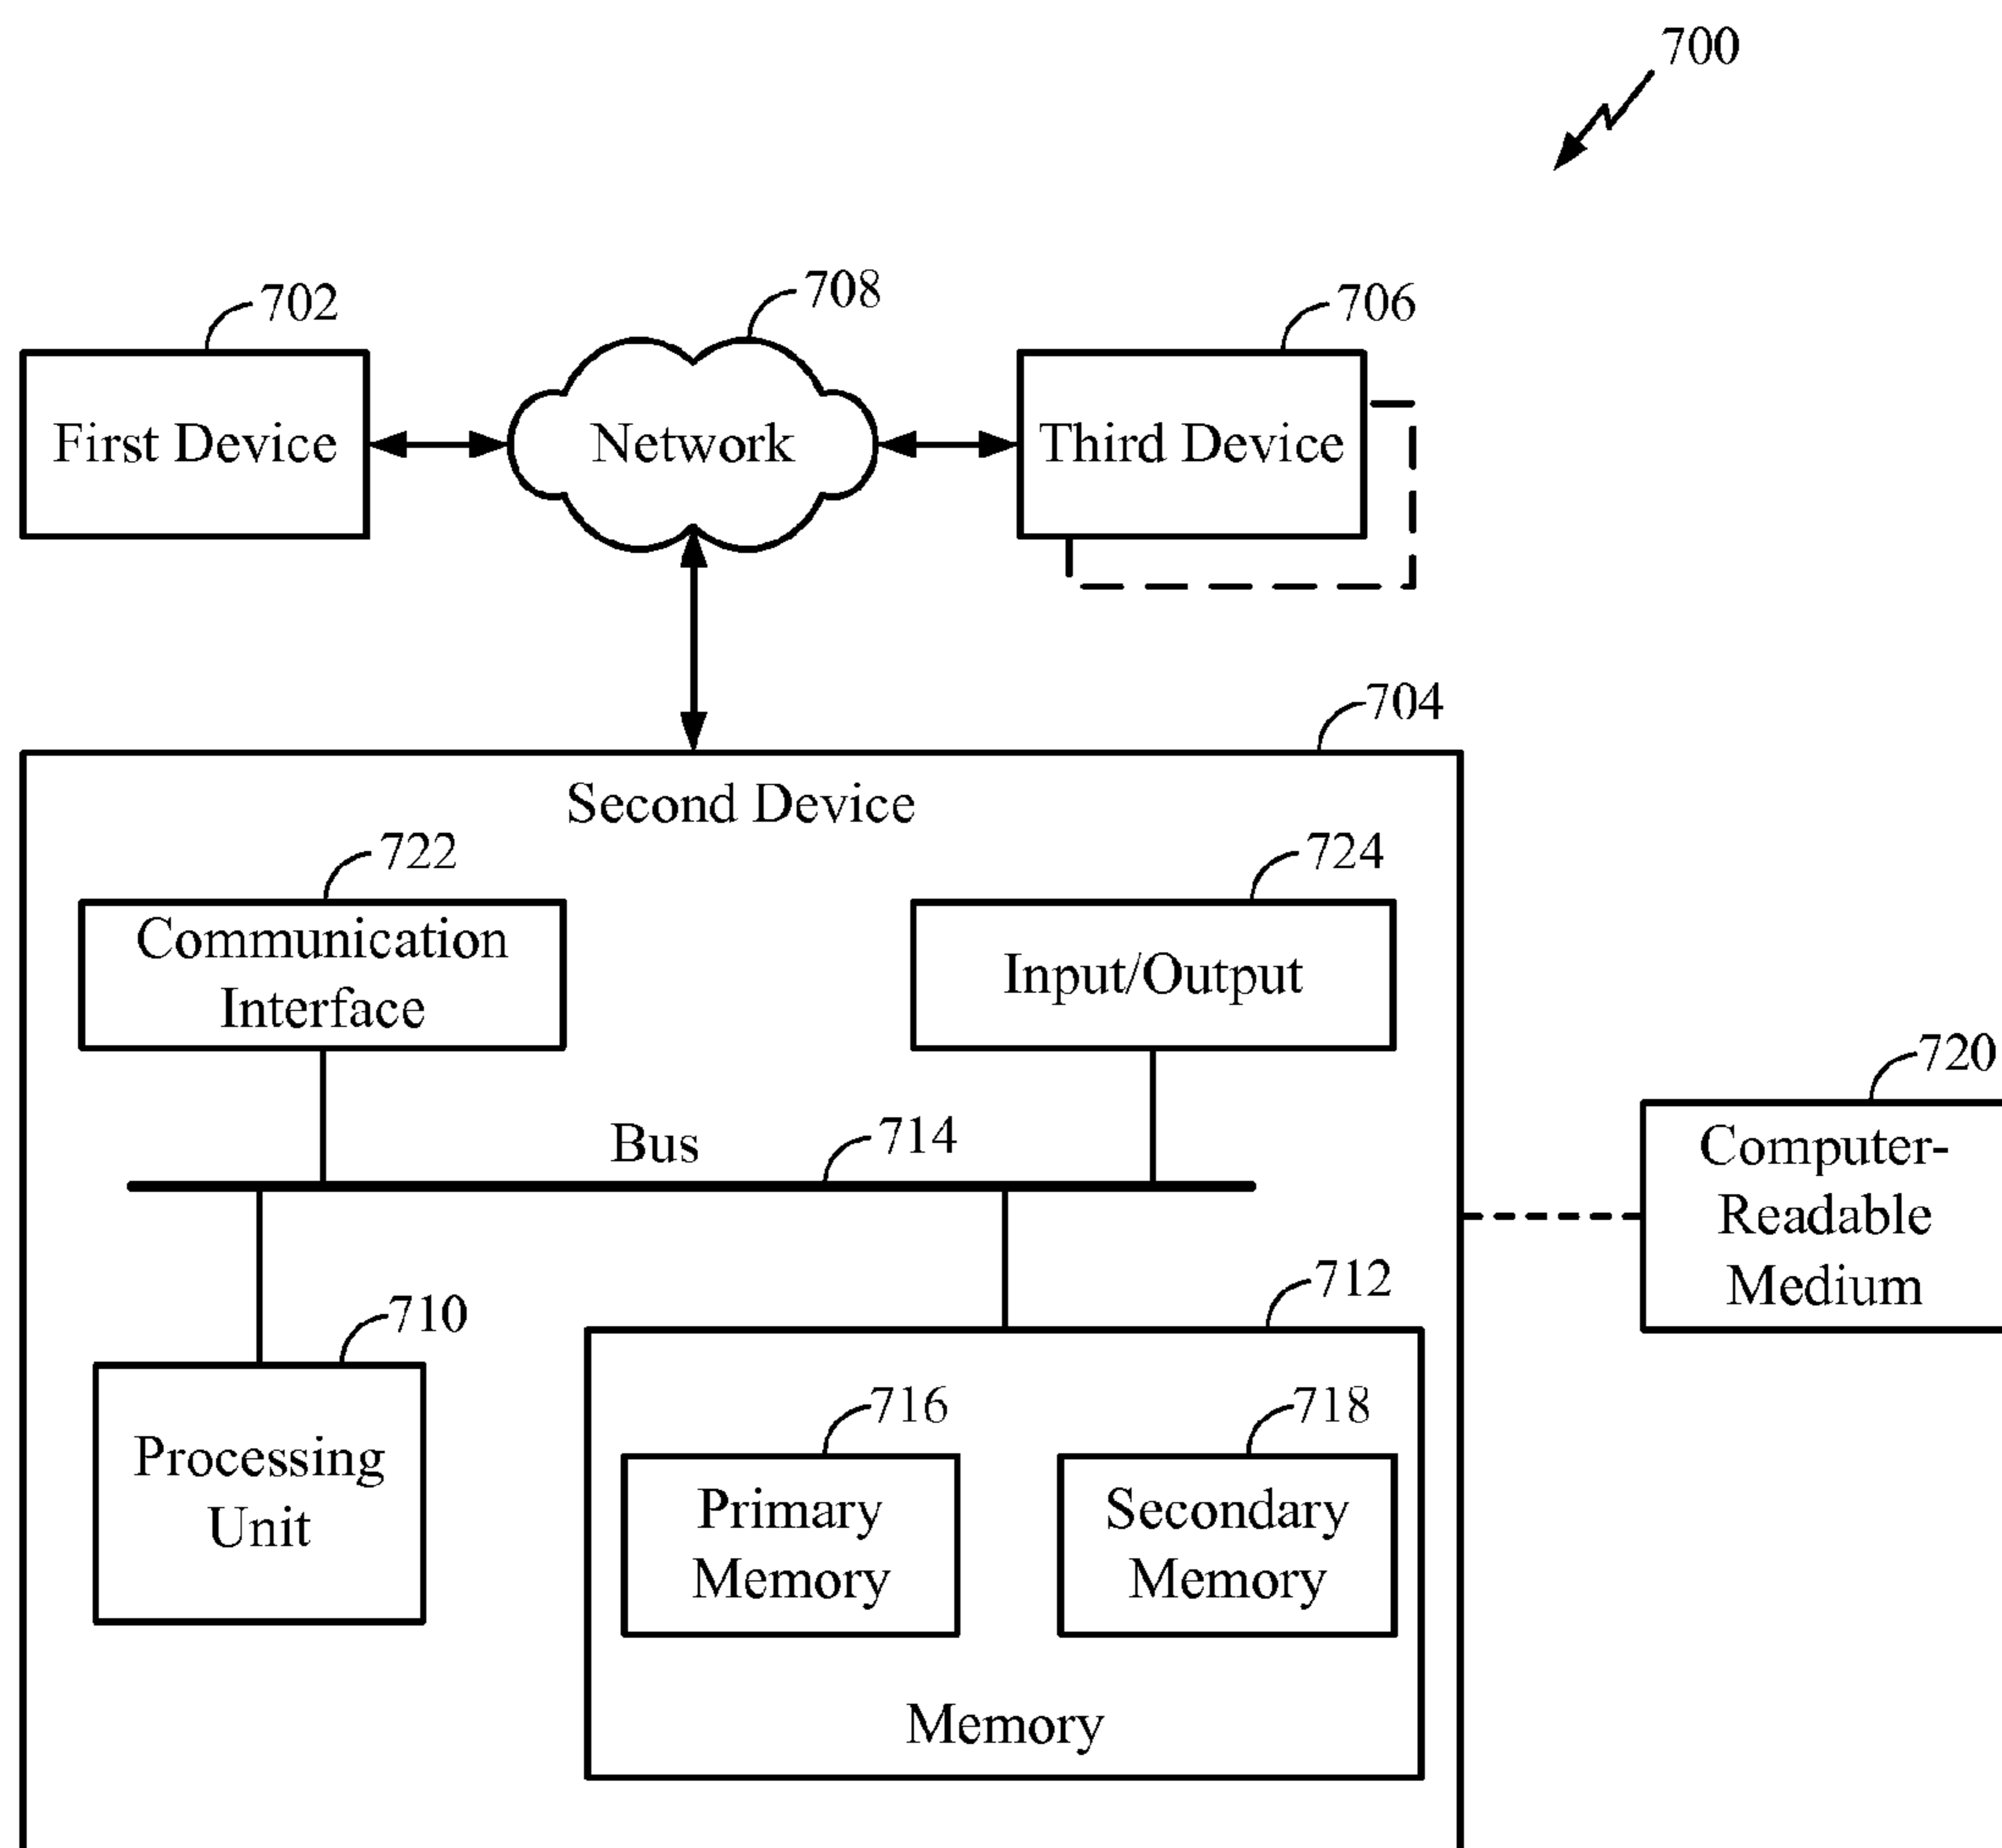 700
702
708
706
First Device
Network
Third Device
704
Second Device
722
724
Communication
Interface
Input/Output
720
Bus
714
Computer-
Readable
Medium
712
710
716
718
Processing
Unit
Primary
Memory
Secondary
Memory
Memory